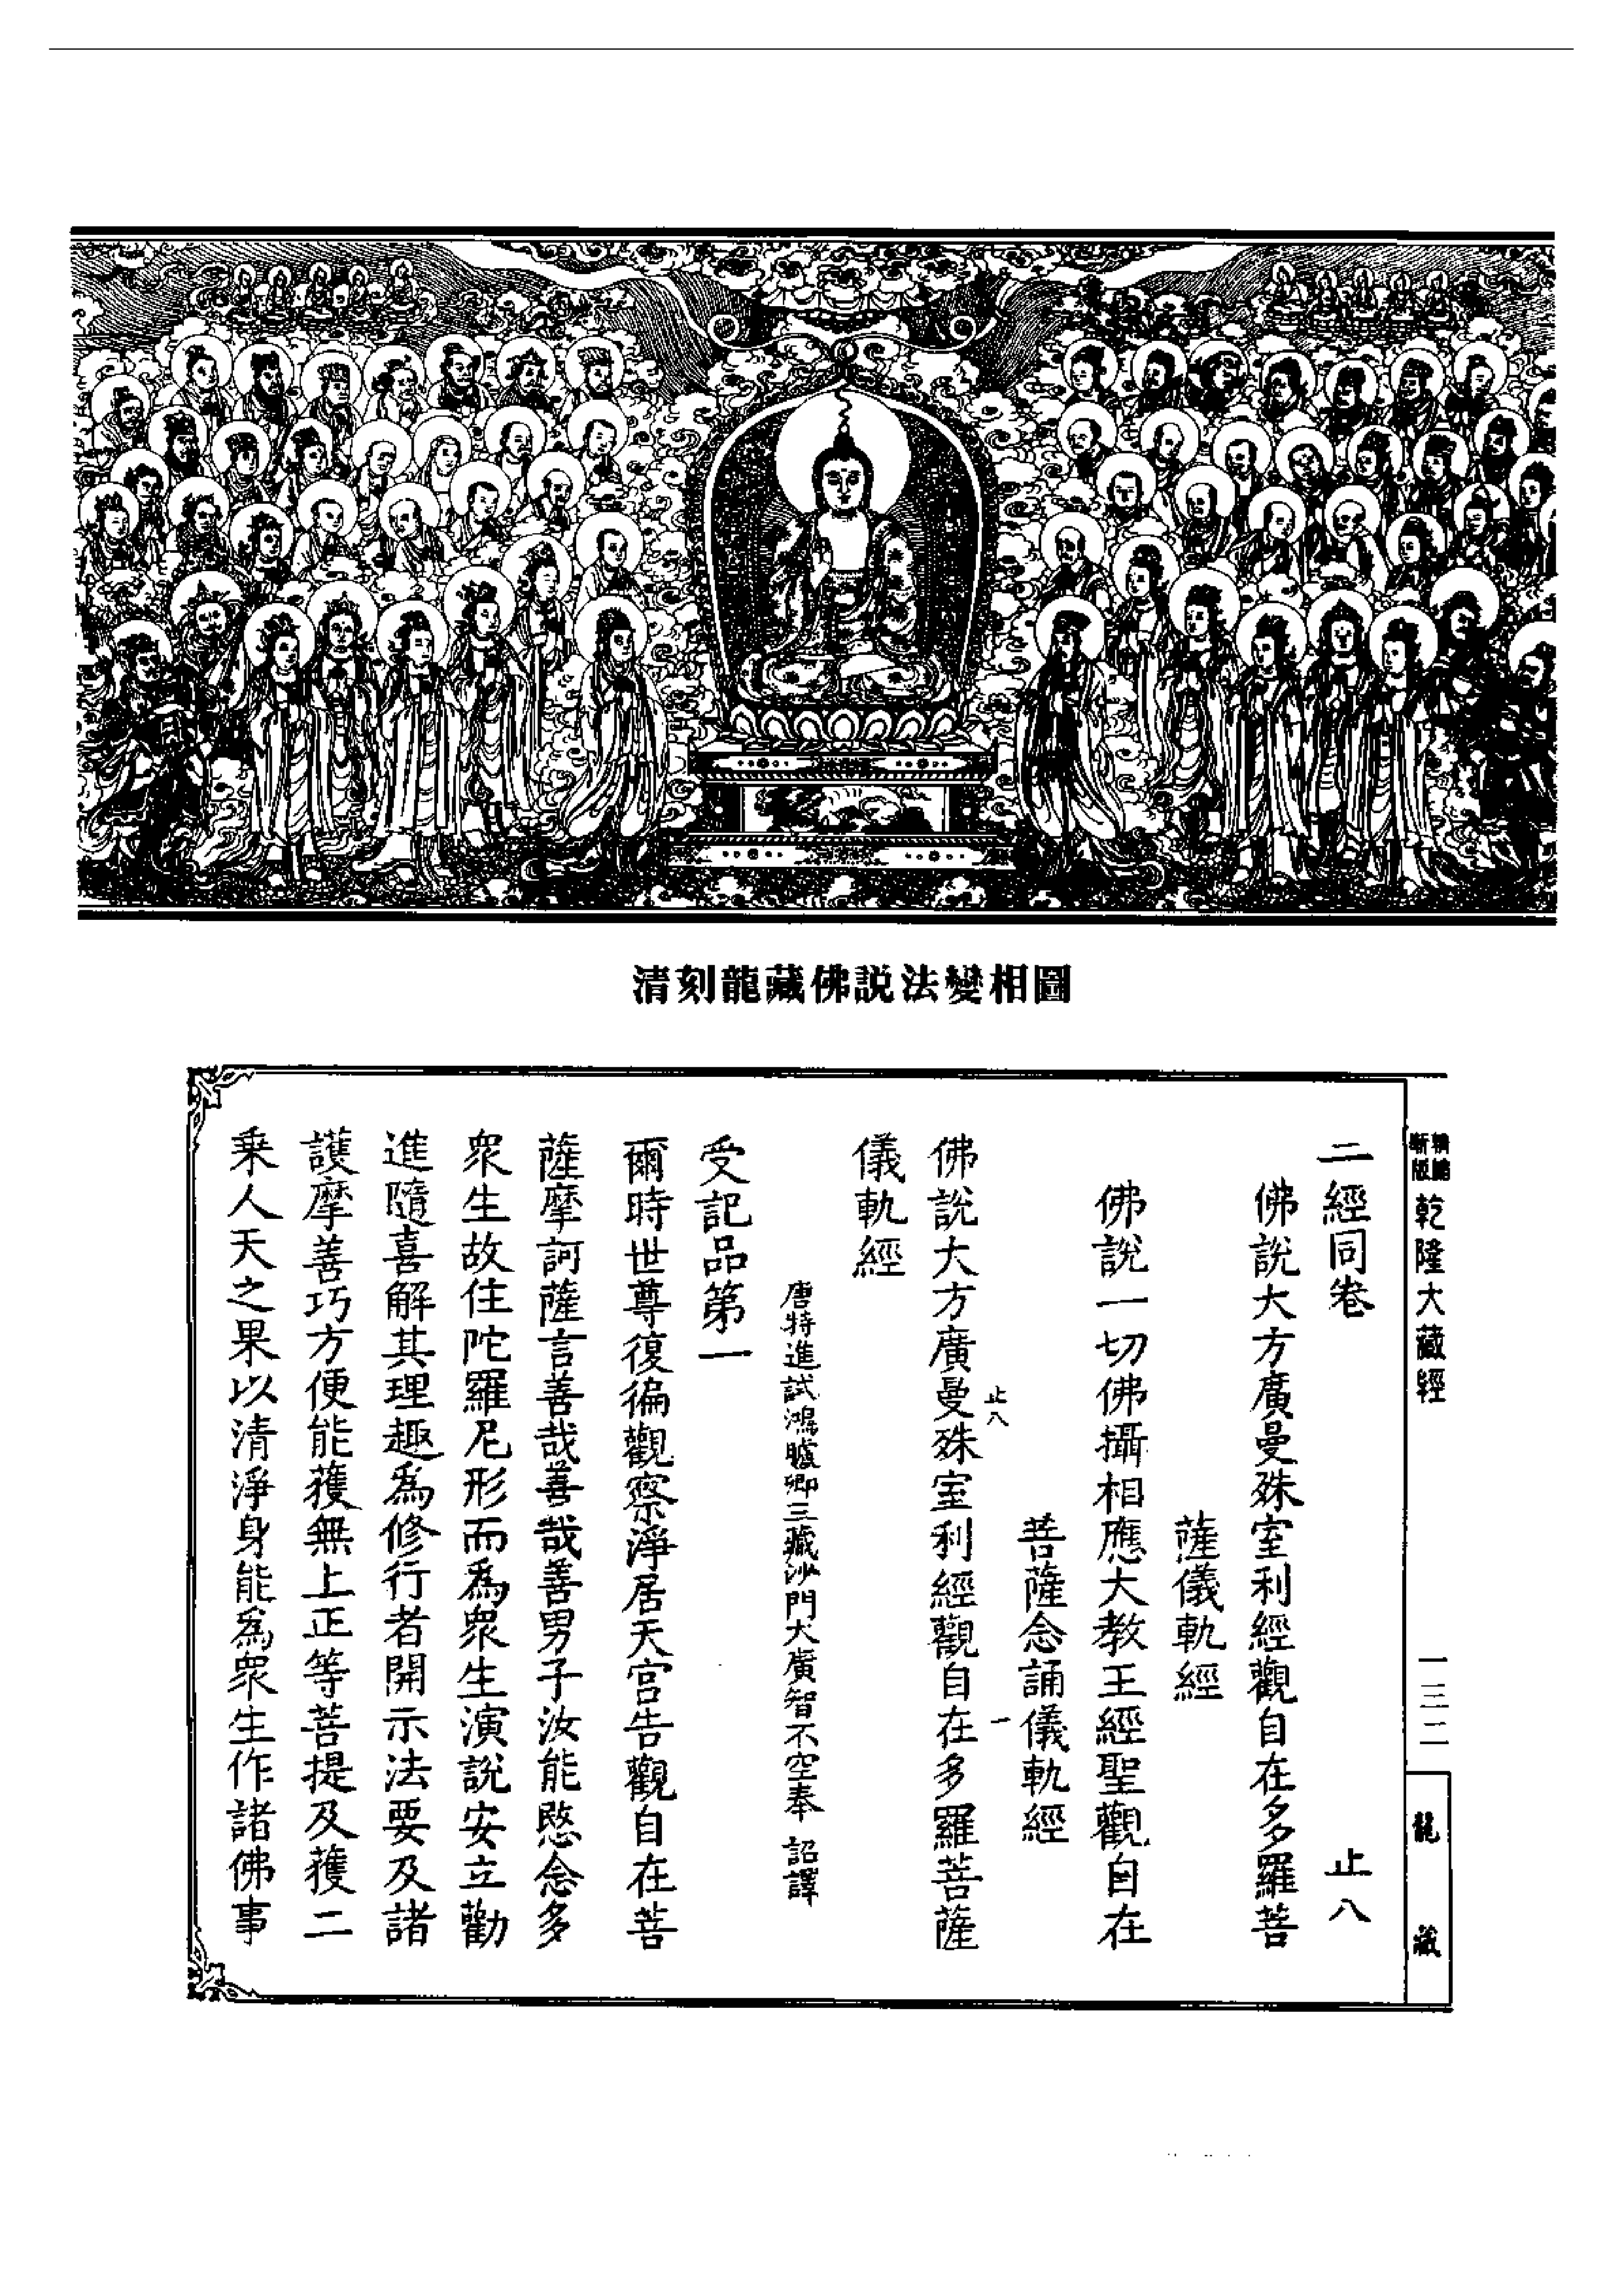 清刻龍藏佛說法變相圖
新版 精編 乾隆大藏經
一三二
龍藏
二經同卷 止八
佛說大方廣曼殊室利經觀自在多羅菩
薩儀軌經
佛說一切佛攝相應大教王經聖觀自在
菩薩念誦儀軌經
止八 一
佛說大方廣曼殊室利經觀自在多羅菩薩
儀軌經
唐特進試鴻臚卿三藏沙門大廣智不空奉 詔譯
受記品第一
爾時世尊復徧觀察淨居天宮告觀自在菩
薩摩訶薩言善哉善哉善男子汝能愍念多
眾生故住陀羅尼形而為眾生演說安立勸
進隨喜解其理趣為修行者開示法要及諸
護摩善巧方便能獲無上正等菩提及獲二
乘人天之果以清淨身能為眾生作諸佛事